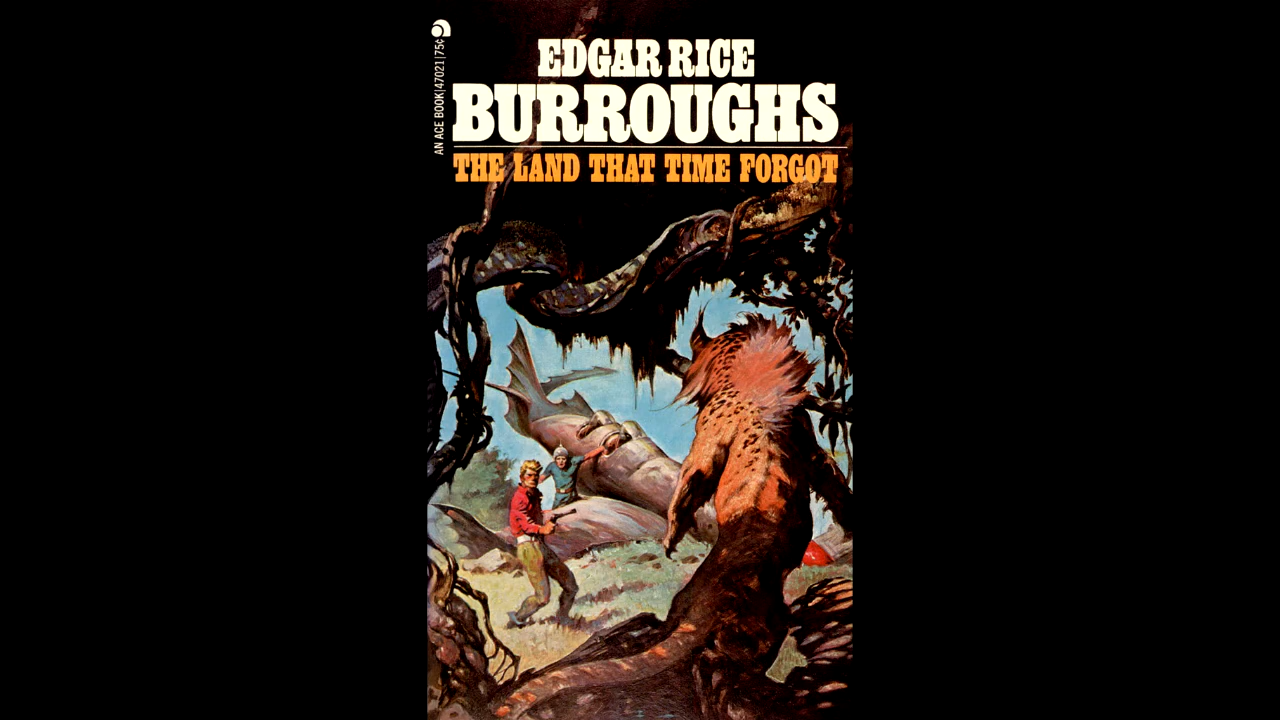 EDGAR RICE
BURROUGHS
THE LAND THAT TIME FORGOT
AN ACE BOOK|47021|75¢